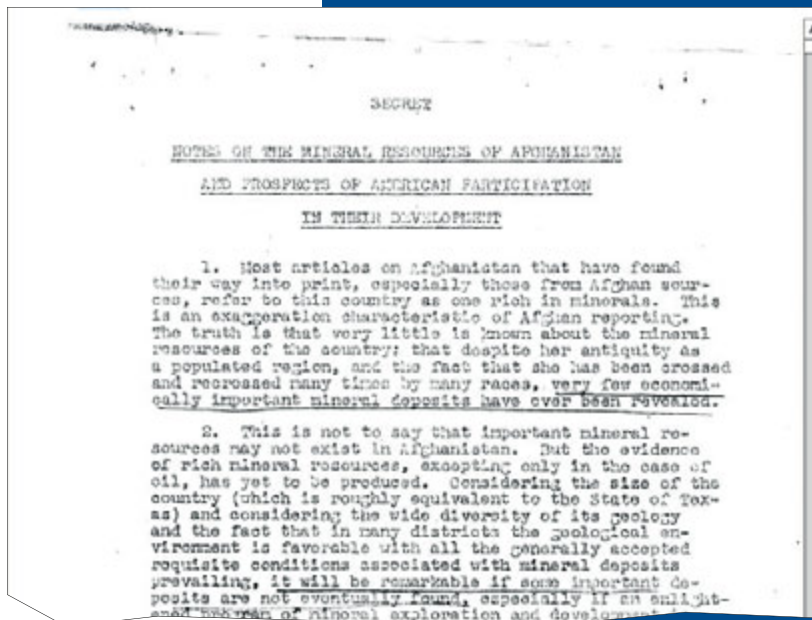 SECRET
NOTES ON THE MINERAL RESOURCES OF AFGHANISTAN
AND PROSPECTS OF AMERICAN PARTICIPATION
IN THEIR DEVELOPMENT
1. Most articles on Afghanistan that have found
their way into print, especially those from Afghan sour-
ces, refer to this country as one rich in minerals. This
is an exaggeration characteristic of Afghan reporting.
The truth is that very little is known about the mineral
resources of the country; that despite her antiquity as
a populated region, and the fact that she has been crossed
and recrossed many times by many races, very few economi-
cally important mineral deposits have ever been revealed.
2. This is not to say that important mineral re-
sources may not exist in Afghanistan. But the evidence
of rich mineral resources, excepting only in the case of
oil, has yet to be produced. Considering the size of the
country (which is roughly equivalent to the State of Tex-
as) and considering the wide diversity of its geology
and the fact that in many districts the geological en-
vironment is favorable with all the generally accepted
requisite conditions associated with mineral deposits
prevailing, it will be remarkable if some important de-
posits are not eventually found, especially if an enlight-
ened program of mineral exploration and development